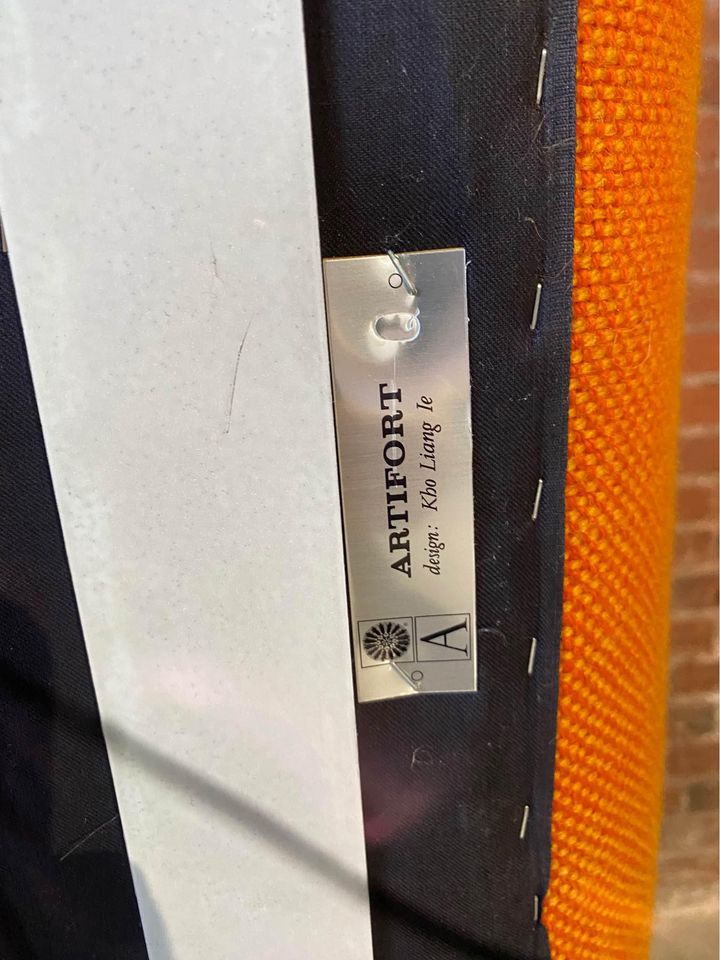 ARTIFORT
design: Kho Liang Ie
A